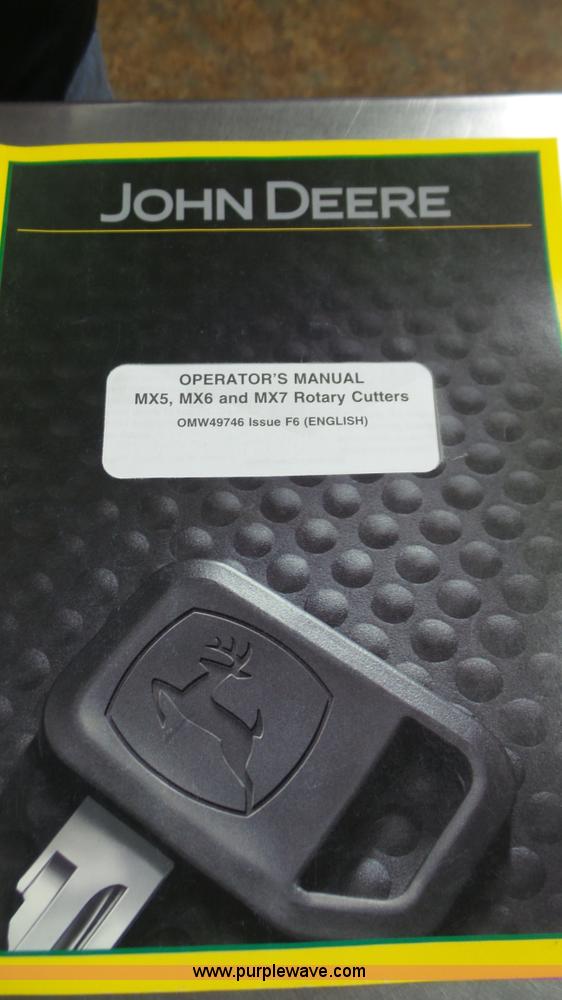 JOHN DEERE
OPERATOR'S MANUAL
MX5, MX6 and MX7 Rotary Cutters
OMW49746 Issue F6 (ENGLISH)
www.purplewave.com